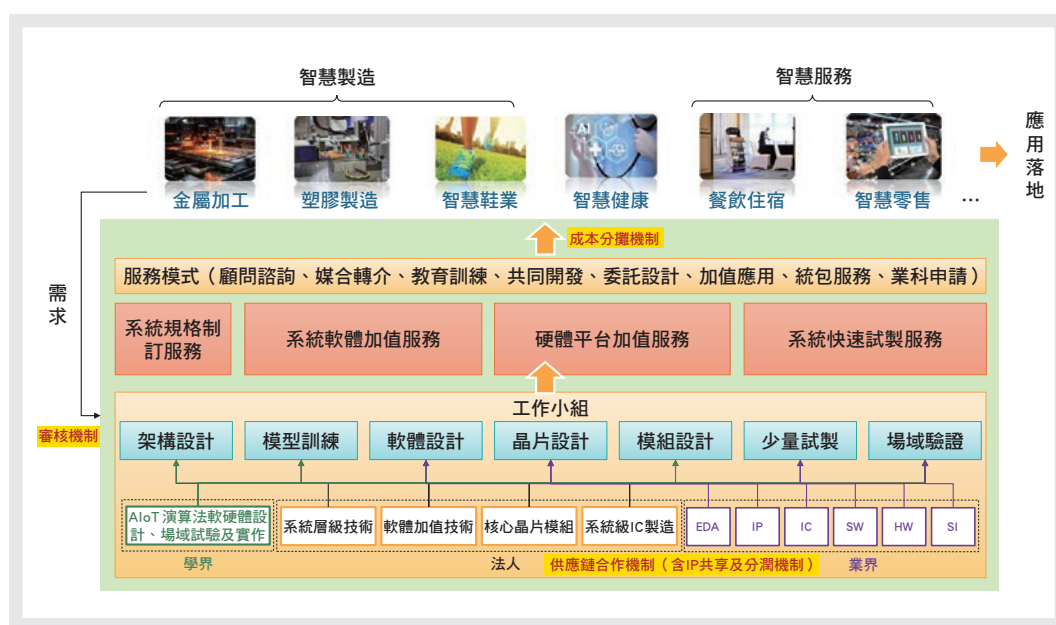 智慧製造
智慧服務
應用落地
金屬加工
塑膠製造
智慧鞋業
智慧健康
餐飲住宿
智慧零售
…
需求
審核機制
成本分攤機制
服務模式（顧問諮詢、媒合轉介、教育訓練、共同開發、委託設計、加值應用、統包服務、業科申請）
系統規格制
訂服務
系統軟體加值服務
硬體平台加值服務
系統快速試製服務
工作小組
架構設計
模型訓練
軟體設計
晶片設計
模組設計
少量試製
場域驗證
AIoT 演算法軟硬體設
計、場域試驗及實作
系統層級技術
軟體加值技術
核心晶片模組
系統級IC製造
EDA
IP
IC
SW
HW
SI
學界
法人
供應鏈合作機制（含IP共享及分潤機制）
業界
AI